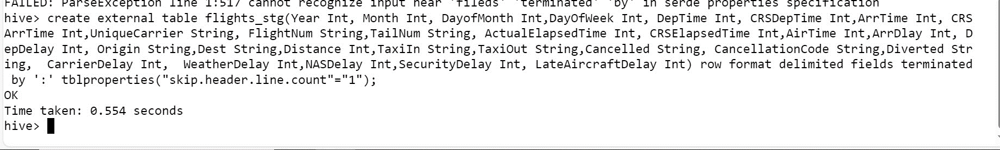 FAILED: ParseException line 1:517 cannot recognize input near 'fileds' 'terminated' 'by' in serde properties specification
hive> create external table flights_stg(Year Int, Month Int, DayofMonth Int,DayOfWeek Int, DepTime Int, CRSDepTime Int,ArrTime Int, CRS
ArrTime Int,UniqueCarrier String, FlightNum String,TailNum String, ActualElapsedTime Int, CRSElapsedTime Int,AirTime Int,ArrDlay Int, D
epDelay Int, Origin String,Dest String,Distance Int,TaxiIn String,TaxiOut String,Cancelled String, CancellationCode String,Diverted Str
ing,  CarrierDelay Int,  WeatherDelay Int,NASDelay Int,SecurityDelay Int, LateAircraftDelay Int) row format delimited fields terminated
 by ':' tblproperties("skip.header.line.count"="1");
OK
Time taken: 0.554 seconds
hive>